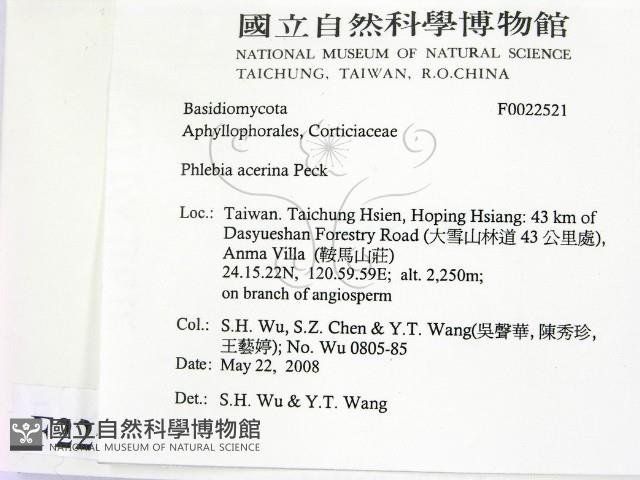 國立自然科學博物館
NATIONAL MUSEUM OF NATURAL SCIENCE
TAICHUNG, TAIWAN, R.O.CHINA
Basidiomycota F0022521
Aphyllophorales, Corticiaceae
Phlebia acerina Peck
Loc.: Taiwan. Taichung Hsien, Hoping Hsiang: 43 km of
Dasyueshan Forestry Road (大雪山林道 43 公里處),
Anma Villa (鞍馬山莊)
24.15.22N, 120.59.59E; alt. 2,250m;
on branch of angiosperm
Col.: S.H. Wu, S.Z. Chen & Y.T. Wang(吳聲華, 陳秀珍,
王藝婷); No. Wu 0805-85
Date: May 22, 2008
Det.: S.H. Wu & Y.T. Wang
F22
國立自然科學博物館
NATIONAL MUSEUM OF NATURAL SCIENCE